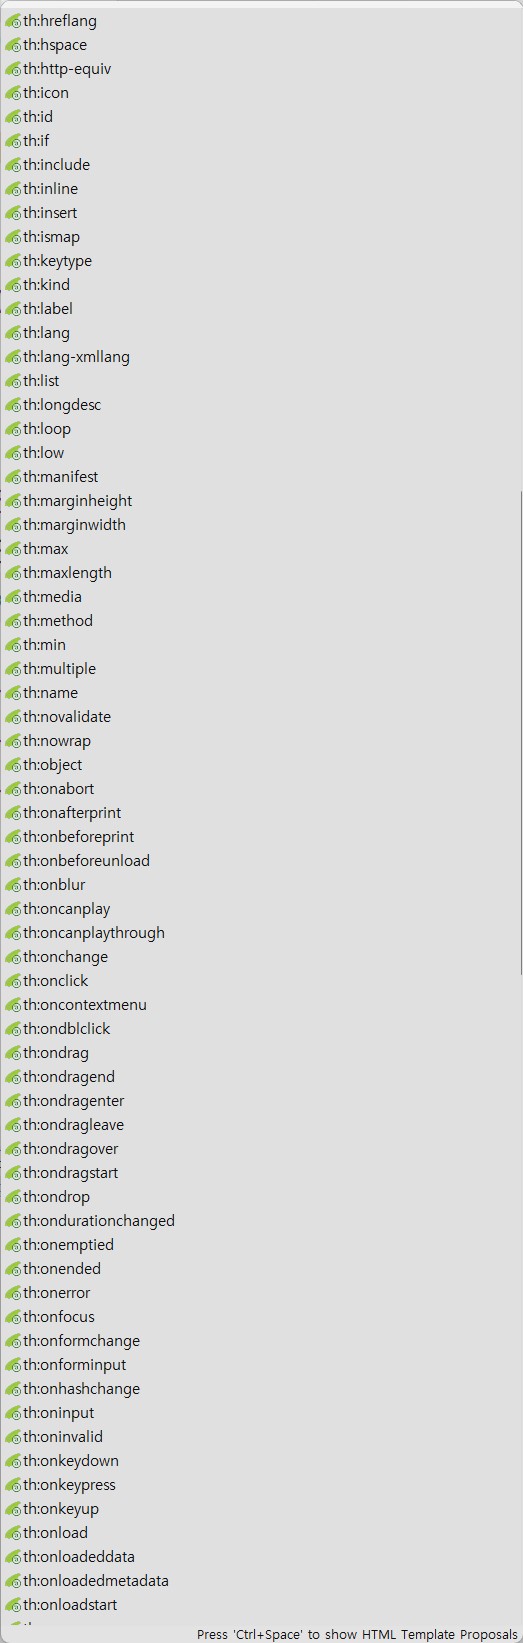 th:hreflang
th:hspace
th:http-equiv
th:icon
th:id
th:if
th:include
th:inline
th:insert
th:ismap
th:keytype
th:kind
th:label
th:lang
th:lang-xmllang
th:list
th:longdesc
th:loop
th:low
th:manifest
th:marginheight
th:marginwidth
th:max
th:maxlength
th:media
th:method
th:min
th:multiple
th:name
th:novalidate
th:nowrap
th:object
th:onabort
th:onafterprint
th:onbeforeprint
th:onbeforeunload
th:onblur
th:oncanplay
th:oncanplaythrough
th:onchange
th:onclick
th:oncontextmenu
th:ondblclick
th:ondrag
th:ondragend
th:ondragenter
th:ondragleave
th:ondragover
th:ondragstart
th:ondrop
th:ondurationchanged
th:onemptied
th:onended
th:onerror
th:onfocus
th:onformchange
th:onforminput
th:onhashchange
th:oninput
th:oninvalid
th:onkeydown
th:onkeypress
th:onkeyup
th:onload
th:onloadeddata
th:onloadedmetadata
th:onloadstart
Press 'Ctrl+Space' to show HTML Template Proposals